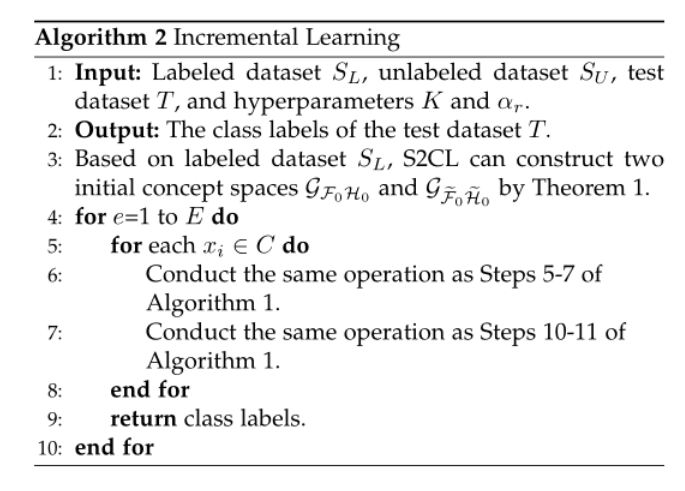 Algorithm 2 Incremental Learning
1: Input: Labeled dataset $S_L$, unlabeled dataset $S_U$, test
dataset $T$, and hyperparameters $K$ and $\alpha_r$.
2: Output: The class labels of the test dataset $T$.
3: Based on labeled dataset $S_L$, S2CL can construct two
initial concept spaces $\mathcal{G}_{\mathcal{F}_0\mathcal{H}_0}$ and $\mathcal{G}_{\tilde{\mathcal{F}}_0\tilde{\mathcal{H}}_0}$ by Theorem 1.
4: for $e$=1 to $E$ do
5: for each $x_i \in C$ do
6: Conduct the same operation as Steps 5-7 of
Algorithm 1.
7: Conduct the same operation as Steps 10-11 of
Algorithm 1.
8: end for
9: return class labels.
10: end for